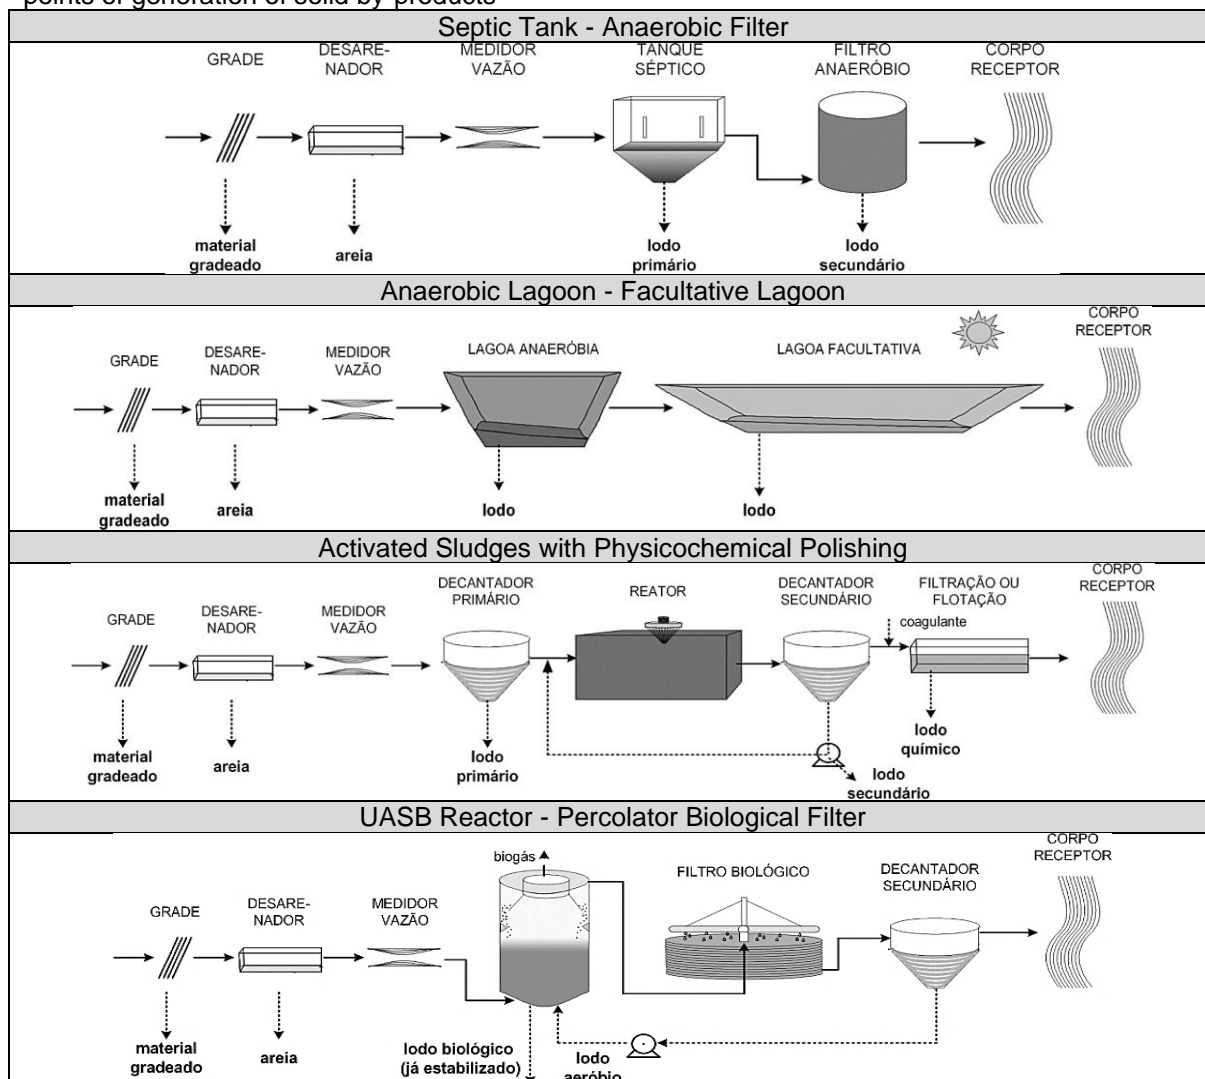 points of generation of solid by-products
Septic Tank - Anaerobic Filter
GRADE
DESARE-
NADOR
MEDIDOR
VAZÃO
TANQUE
SÉPTICO
FILTRO
ANAERÓBIO
CORPO
RECEPTOR
material
gradeado
areia
lodo
primário
lodo
secundário
Anaerobic Lagoon - Facultative Lagoon
GRADE
DESARE-
NADOR
MEDIDOR
VAZÃO
LAGOA ANAERÓBIA
LAGOA FACULTATIVA
CORPO
RECEPTOR
material
gradeado
areia
lodo
lodo
Activated Sludges with Physicochemical Polishing
GRADE
DESARE-
NADOR
MEDIDOR
VAZÃO
DECANTADOR
PRIMÁRIO
REATOR
DECANTADOR
SECUNDÁRIO
FILTRAÇÃO OU
FLOTAÇÃO
coagulante
CORPO
RECEPTOR
material
gradeado
areia
lodo
primário
lodo
secundário
lodo
químico
UASB Reactor - Percolator Biological Filter
GRADE
DESARE-
NADOR
MEDIDOR
VAZÃO
biogás
FILTRO BIOLÓGICO
DECANTADOR
SECUNDÁRIO
CORPO
RECEPTOR
material
gradeado
areia
lodo biológico
(já estabilizado)
lodo
aeróbio